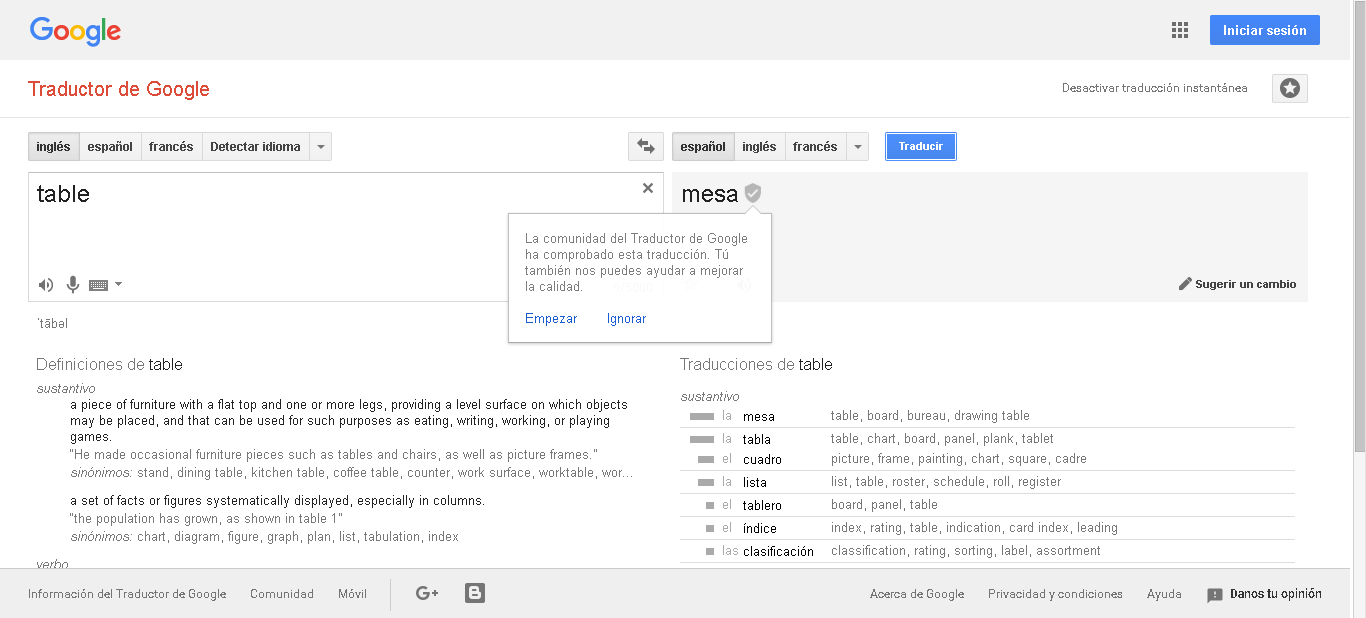 Google
Iniciar sesión
Traductor de Google
Desactivar traducción instantánea
inglés español francés Detectar idioma
español inglés francés Traducir
table
mesa
La comunidad del Traductor de Google
ha comprobado esta traducción. Tú
también nos puedes ayudar a mejorar
la calidad.
Empezar Ignorar
Sugerir un cambio
ˈtābəl
Definiciones de table
sustantivo
a piece of furniture with a flat top and one or more legs, providing a level surface on which objects
may be placed, and that can be used for such purposes as eating, writing, working, or playing
games.
"He made occasional furniture pieces such as tables and chairs, as well as picture frames."
sinónimos: stand, dining table, kitchen table, coffee table, counter, work surface, worktable, wor...
a set of facts or figures systematically displayed, especially in columns.
"the population has grown, as shown in table 1"
sinónimos: chart, diagram, figure, graph, plan, list, tabulation, index
verbo
Traducciones de table
sustantivo
la mesa table, board, bureau, drawing table
la tabla table, chart, board, panel, plank, tablet
el cuadro picture, frame, painting, chart, square, cadre
la lista list, table, roster, schedule, roll, register
el tablero board, panel, table
el índice index, rating, table, indication, card index, leading
las clasificación classification, rating, sorting, label, assortment
Información del Traductor de Google Comunidad Móvil G+ B
Acerca de Google Privacidad y condiciones Ayuda Danos tu opinión